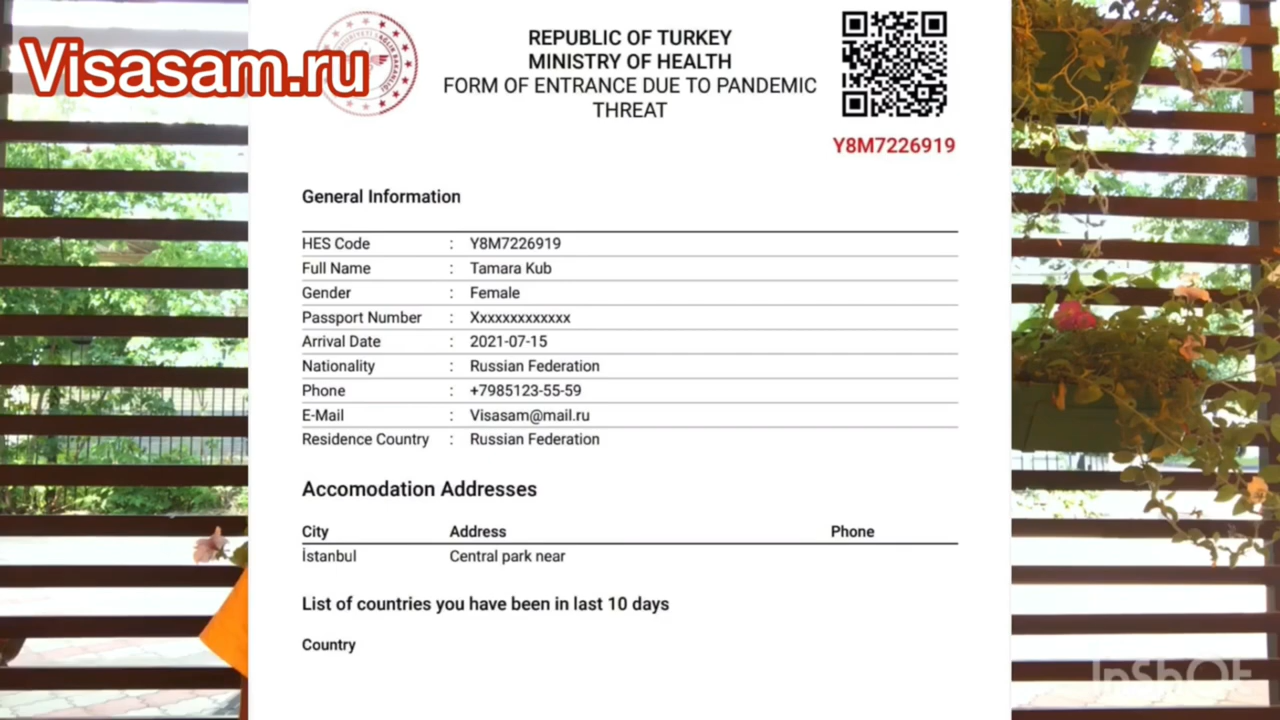 Visasam.ru
REPUBLIC OF TURKEY
MINISTRY OF HEALTH
FORM OF ENTRANCE DUE TO PANDEMIC
THREAT
Y8M7226919
General Information
HES Code : Y8M7226919
Full Name : Tamara Kub
Gender : Female
Passport Number : Xxxxxxxxxxxxx
Arrival Date : 2021-07-15
Nationality : Russian Federation
Phone : +7985123-55-59
E-Mail : Visasam@mail.ru
Residence Country : Russian Federation
Accomodation Addresses
City Address Phone
İstanbul Central park near
List of countries you have been in last 10 days
Country
InShOt